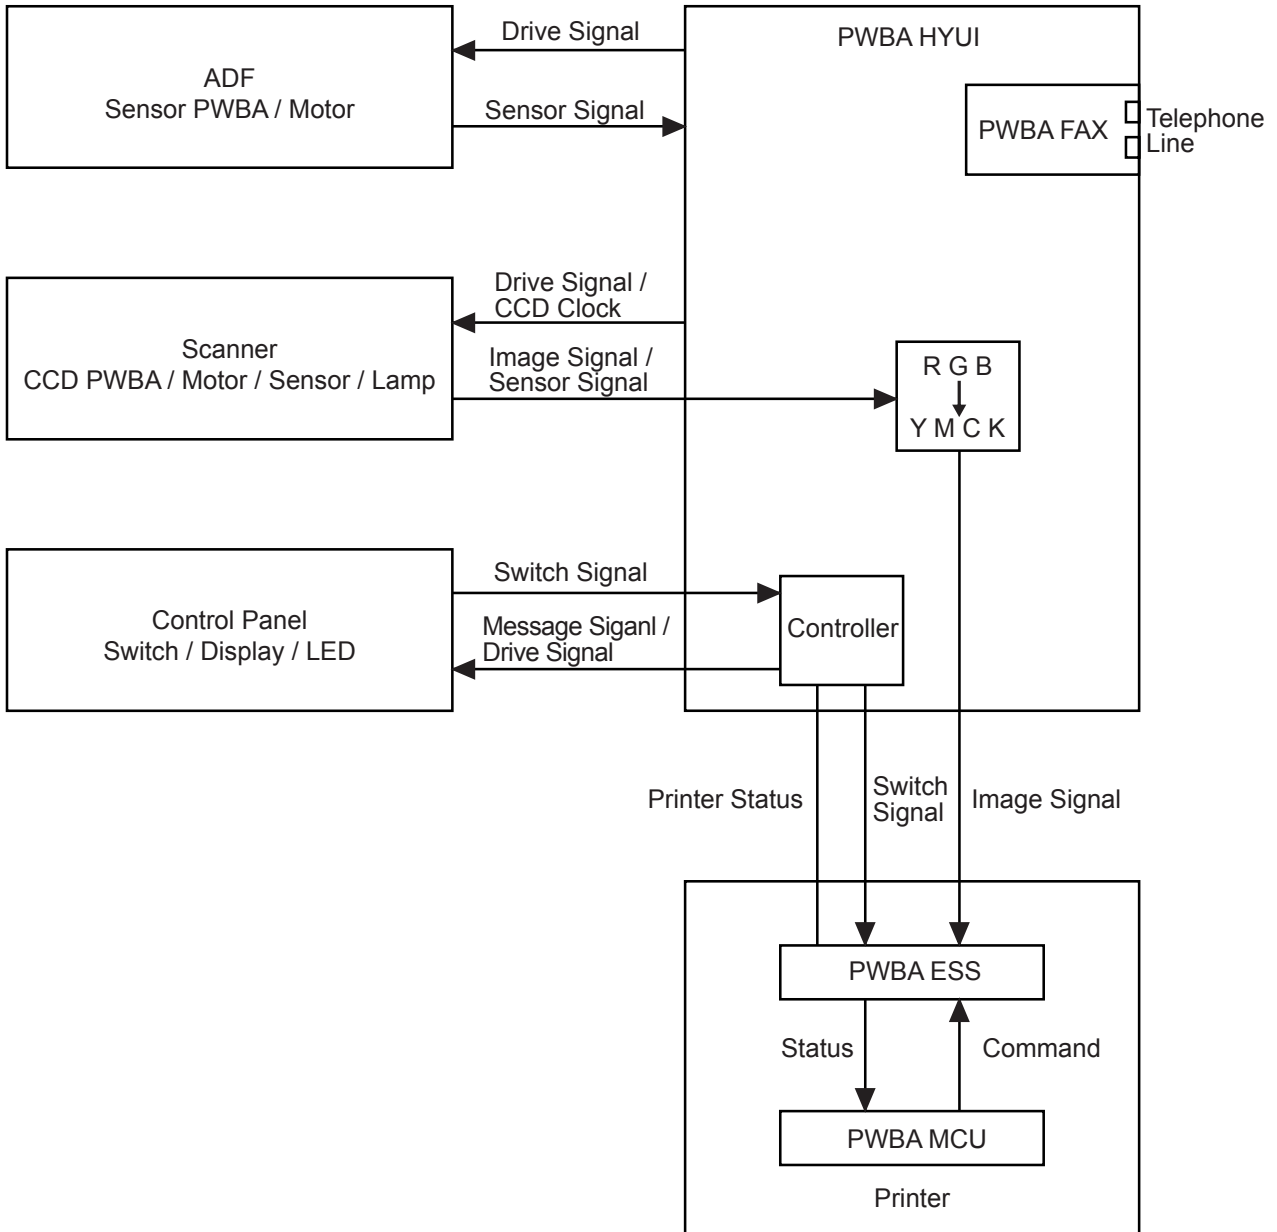 Drive Signal
PWBA HYUI
ADF
Sensor PWBA / Motor
Sensor Signal
PWBA FAX
Telephone
Line
Drive Signal /
CCD Clock
Scanner
CCD PWBA / Motor / Sensor / Lamp
Image Signal /
Sensor Signal
R G B
Y M C K
Switch Signal
Control Panel
Switch / Display / LED
Message Siganl /
Drive Signal
Controller
Printer Status
Switch
Signal
Image Signal
PWBA ESS
Status
Command
PWBA MCU
Printer